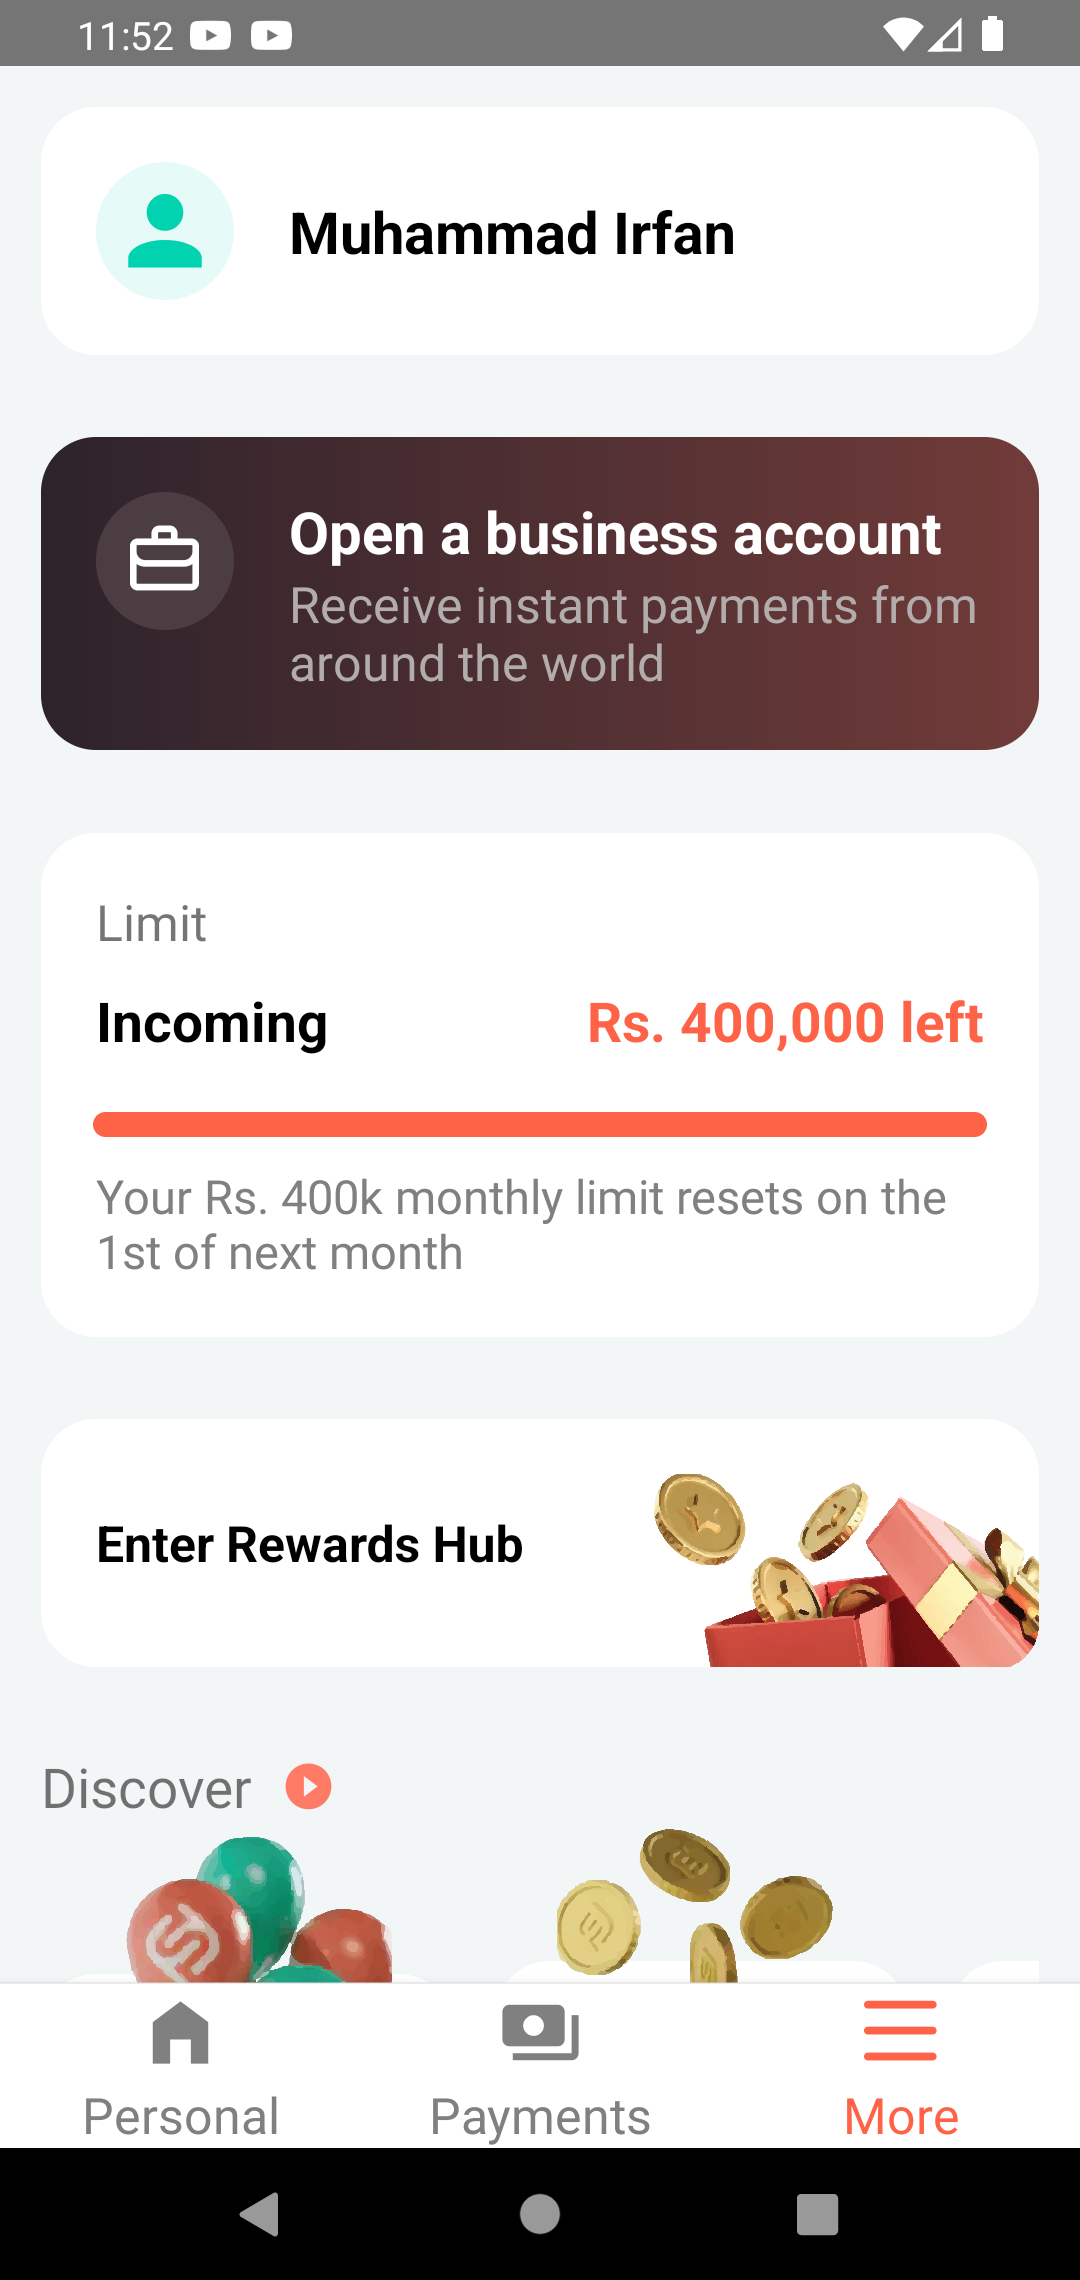 11:52
Muhammad Irfan
Open a business account
Receive instant payments from
around the world
Limit
Incoming
Rs. 400,000 left
Your Rs. 400k monthly limit resets on the
1st of next month
Enter Rewards Hub
Discover
Personal
Payments
More